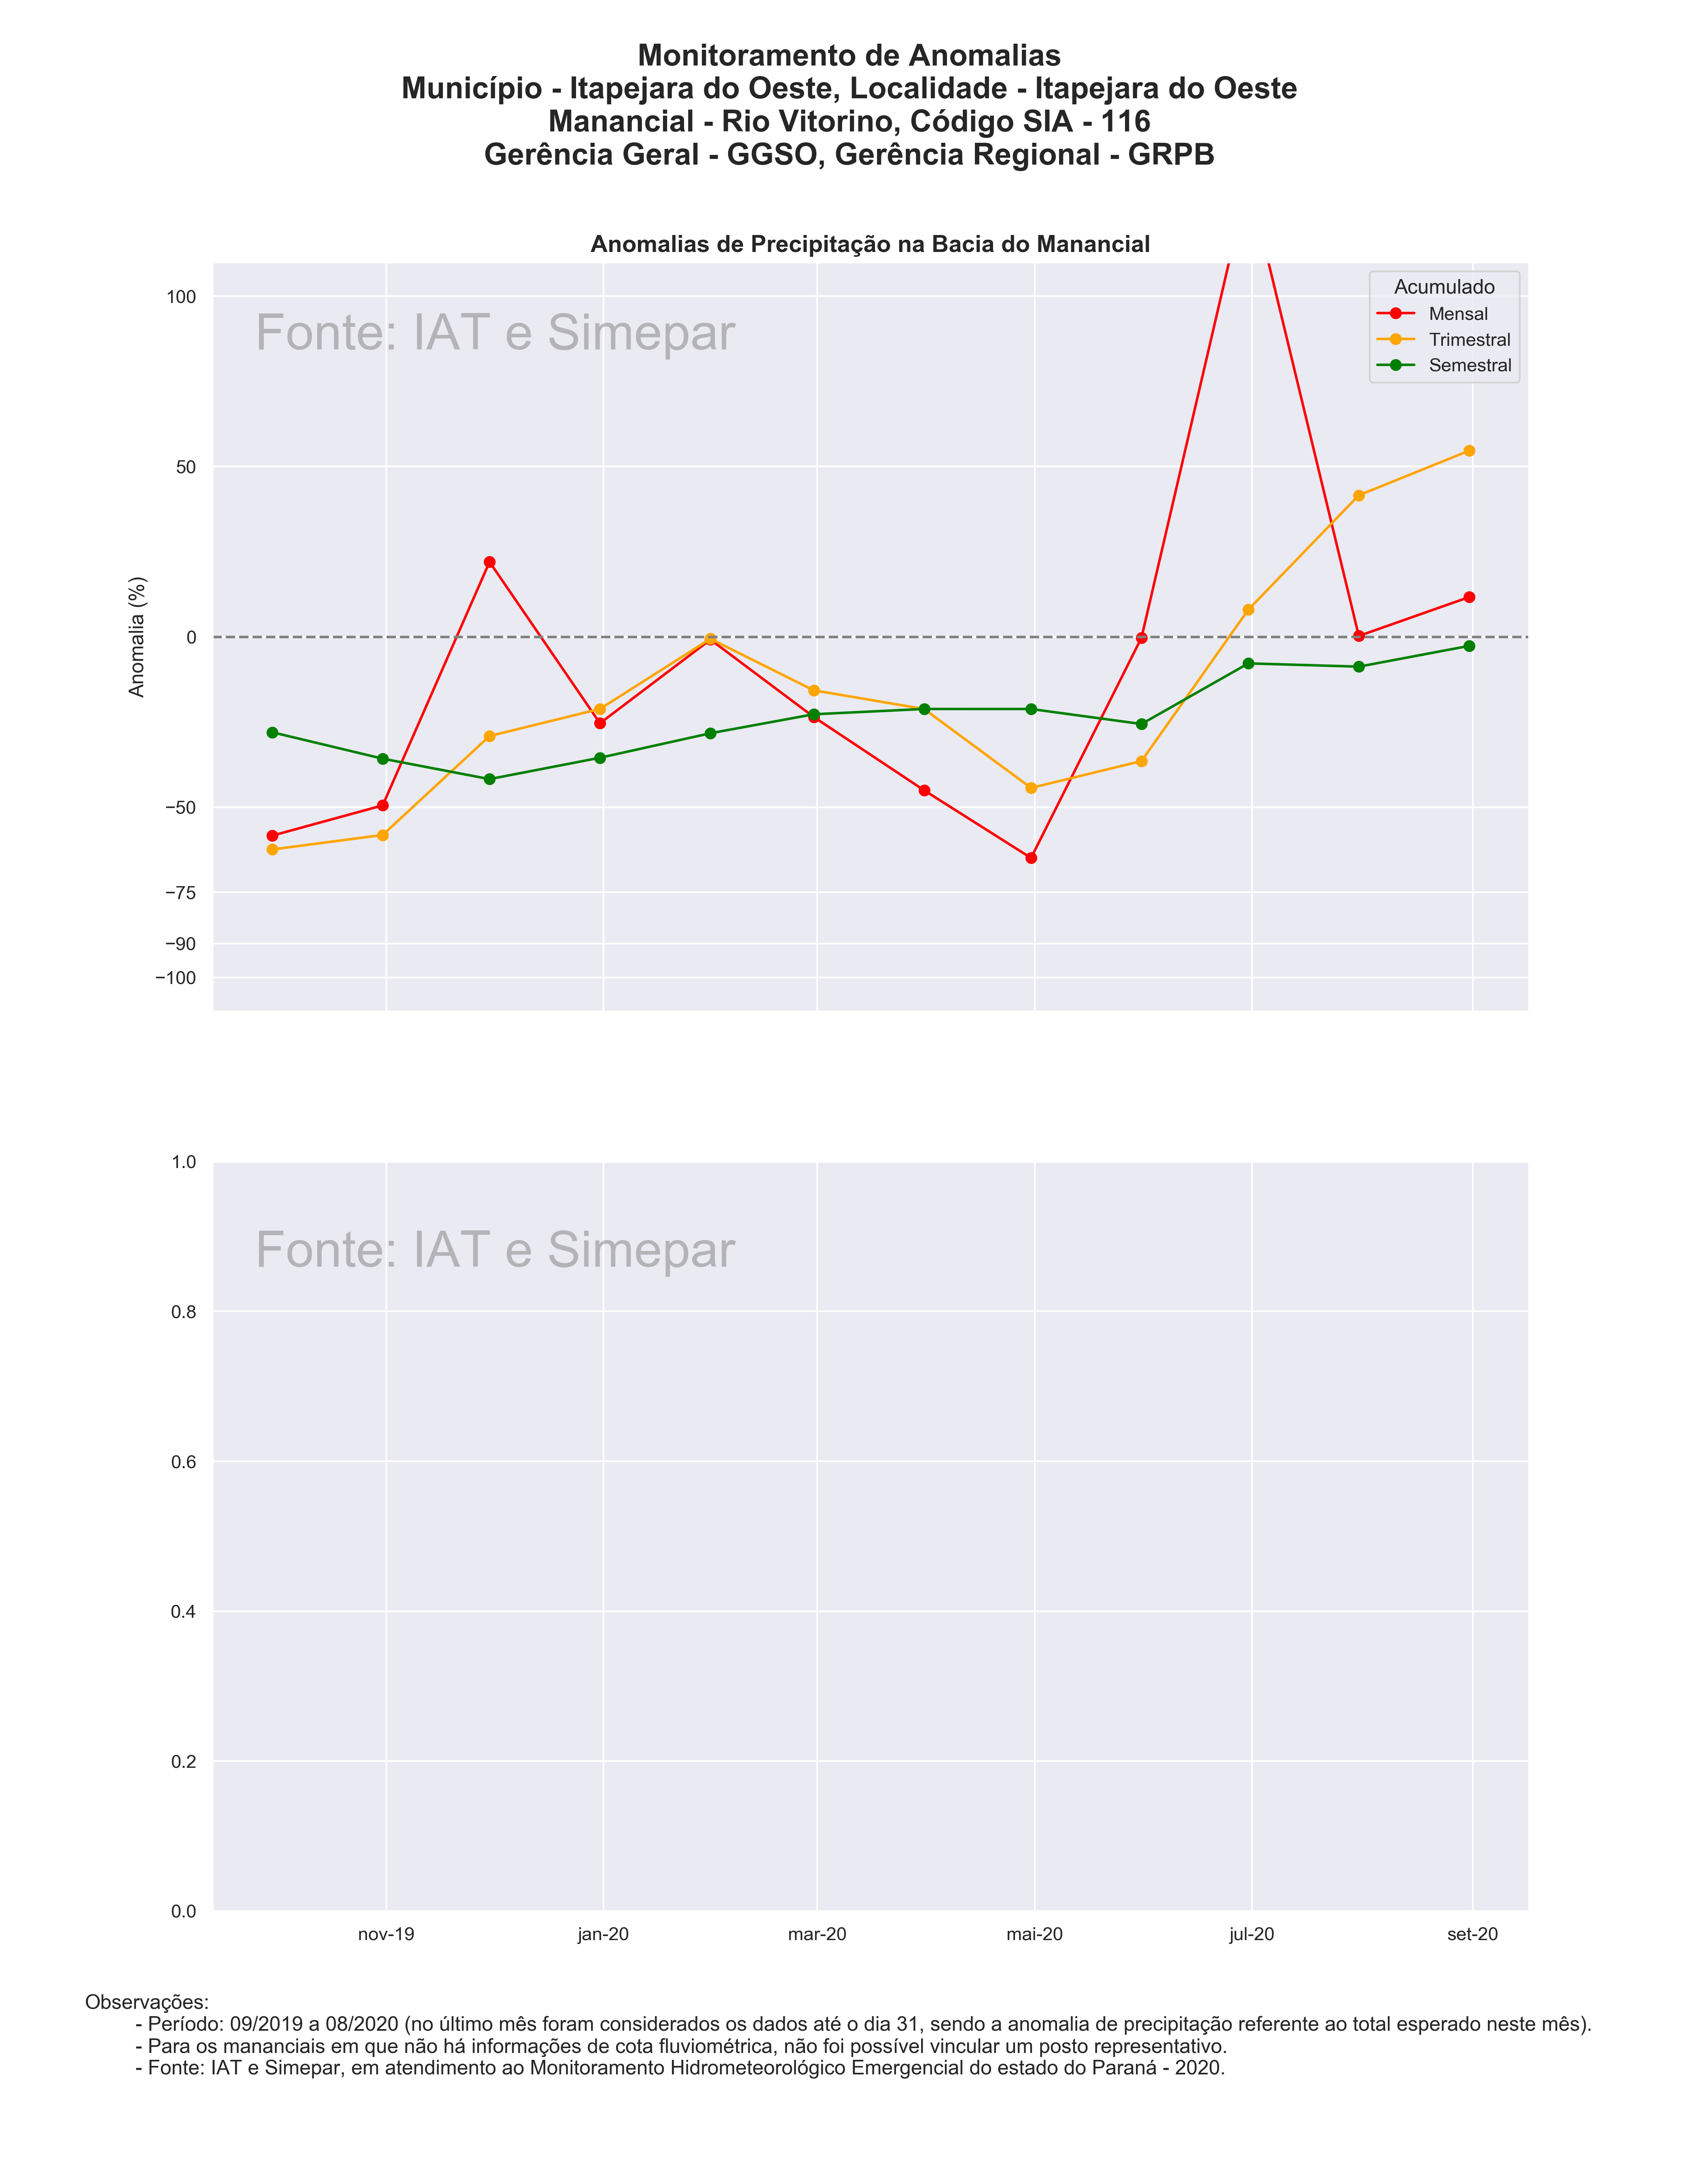 Monitoramento de Anomalias
Município - Itapejara do Oeste, Localidade - Itapejara do Oeste
Manancial - Rio Vitorino, Código SIA - 116
Gerência Geral - GGSO, Gerência Regional - GRPB
Anomalias de Precipitação na Bacia do Manancial
Fonte: IAT e Simepar
Acumulado
Mensal
Trimestral
Semestral
Anomalia (%)
100
50
0
−50
−75
−90
−100
Fonte: IAT e Simepar
1.0
0.8
0.6
0.4
0.2
0.0
nov-19 jan-20 mar-20 mai-20 jul-20 set-20
Observações:
- Período: 09/2019 a 08/2020 (no último mês foram considerados os dados até o dia 31, sendo a anomalia de precipitação referente ao total esperado neste mês).
- Para os mananciais em que não há informações de cota fluviométrica, não foi possível vincular um posto representativo.
- Fonte: IAT e Simepar, em atendimento ao Monitoramento Hidrometeorológico Emergencial do estado do Paraná - 2020.